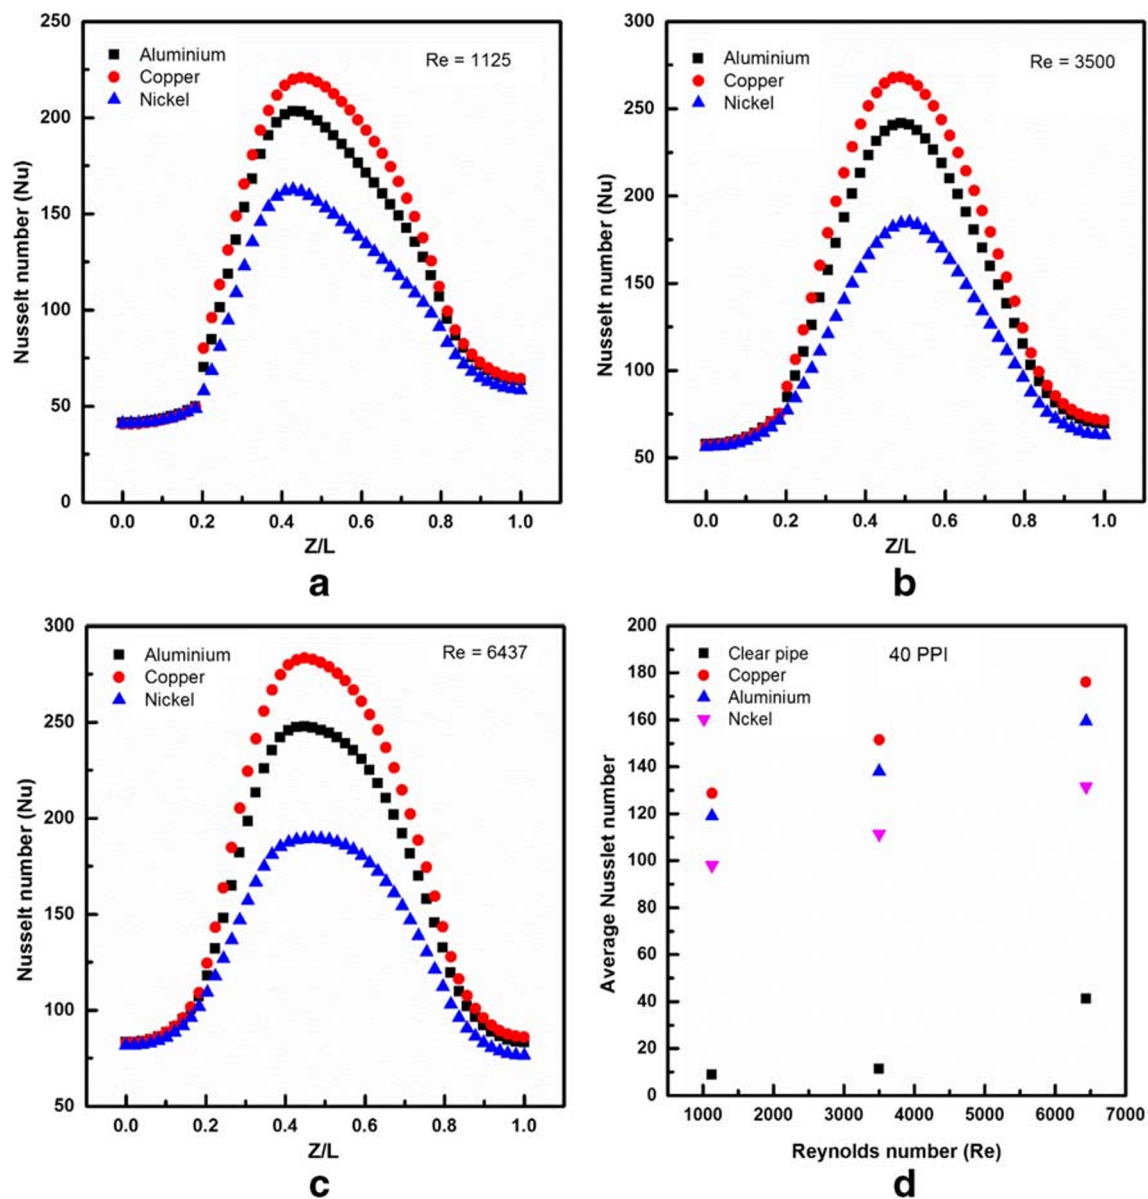 250
200
150
100
50
0
Nusselt number (Nu)
Aluminium
Copper
Nickel
Re = 1125
0.0 0.2 0.4 0.6 0.8 1.0
Z/L
a
300
250
200
150
100
50
Nusselt number (Nu)
Aluminium
Copper
Nickel
Re = 3500
0.0 0.2 0.4 0.6 0.8 1.0
Z/L
b
300
250
200
150
100
50
Nusselt number (Nu)
Aluminium
Copper
Nickel
Re = 6437
0.0 0.2 0.4 0.6 0.8 1.0
Z/L
c
200
180
160
140
120
100
80
60
40
20
0
Average Nusslet number
Clear pipe
Copper
Aluminium
Nckel
40 PPI
1000 2000 3000 4000 5000 6000 7000
Reynolds number (Re)
d